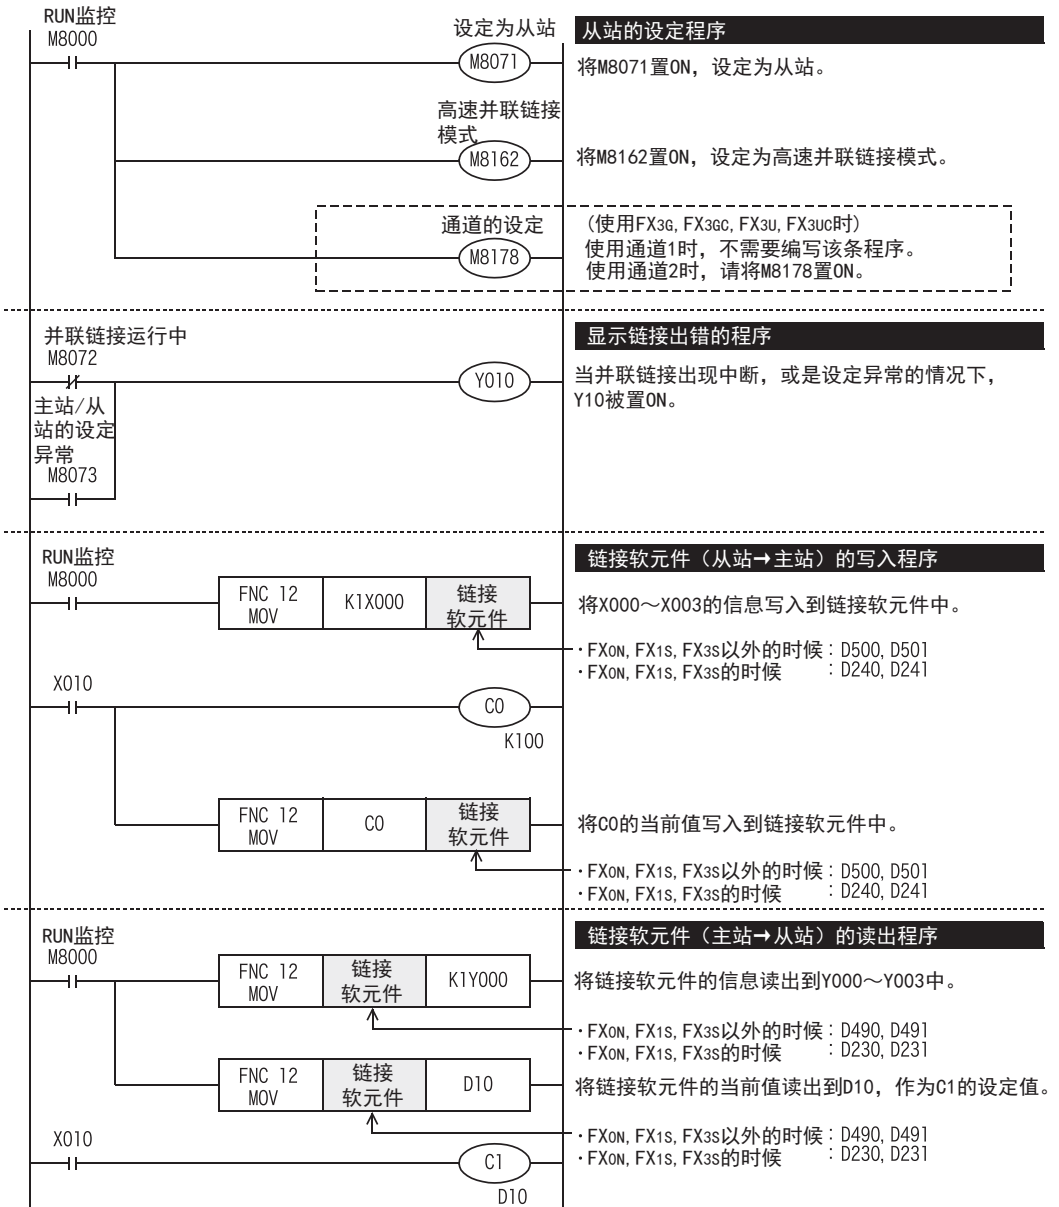 RUN监控
M8000
设定为从站
M8071
从站的设定程序
将M8071置ON，设定为从站。
高速并联链接
模式
M8162
将M8162置ON，设定为高速并联链接模式。
通道的设定
M8178
(使用FX3G, FX3GC, FX3U, FX3UC时)
使用通道1时，不需要编写该条程序。
使用通道2时，请将M8178置ON。
并联链接运行中
M8072
Y010
主站/从
站的设定
异常
M8073
显示链接出错的程序
当并联链接出现中断，或是设定异常的情况下，
Y10被置ON。
RUN监控
M8000
FNC 12
MOV
K1X000
链接
软元件
链接软元件（从站→主站）的写入程序
将X000～X003的信息写入到链接软元件中。
·FX0N, FX1S, FX3S以外的时候：D500, D501
·FX0N, FX1S, FX3S的时候：D240, D241
X010
C0
K100
FNC 12
MOV
C0
链接
软元件
将C0的当前值写入到链接软元件中。
·FX0N, FX1S, FX3S以外的时候：D500, D501
·FX0N, FX1S, FX3S的时候：D240, D241
RUN监控
M8000
FNC 12
MOV
链接
软元件
K1Y000
链接软元件（主站→从站）的读出程序
将链接软元件的信息读出到Y000～Y003中。
·FX0N, FX1S, FX3S以外的时候：D490, D491
·FX0N, FX1S, FX3S的时候：D230, D231
FNC 12
MOV
链接
软元件
D10
将链接软元件的当前值读出到D10，作为C1的设定值。
·FX0N, FX1S, FX3S以外的时候：D490, D491
·FX0N, FX1S, FX3S的时候：D230, D231
X010
C1
D10